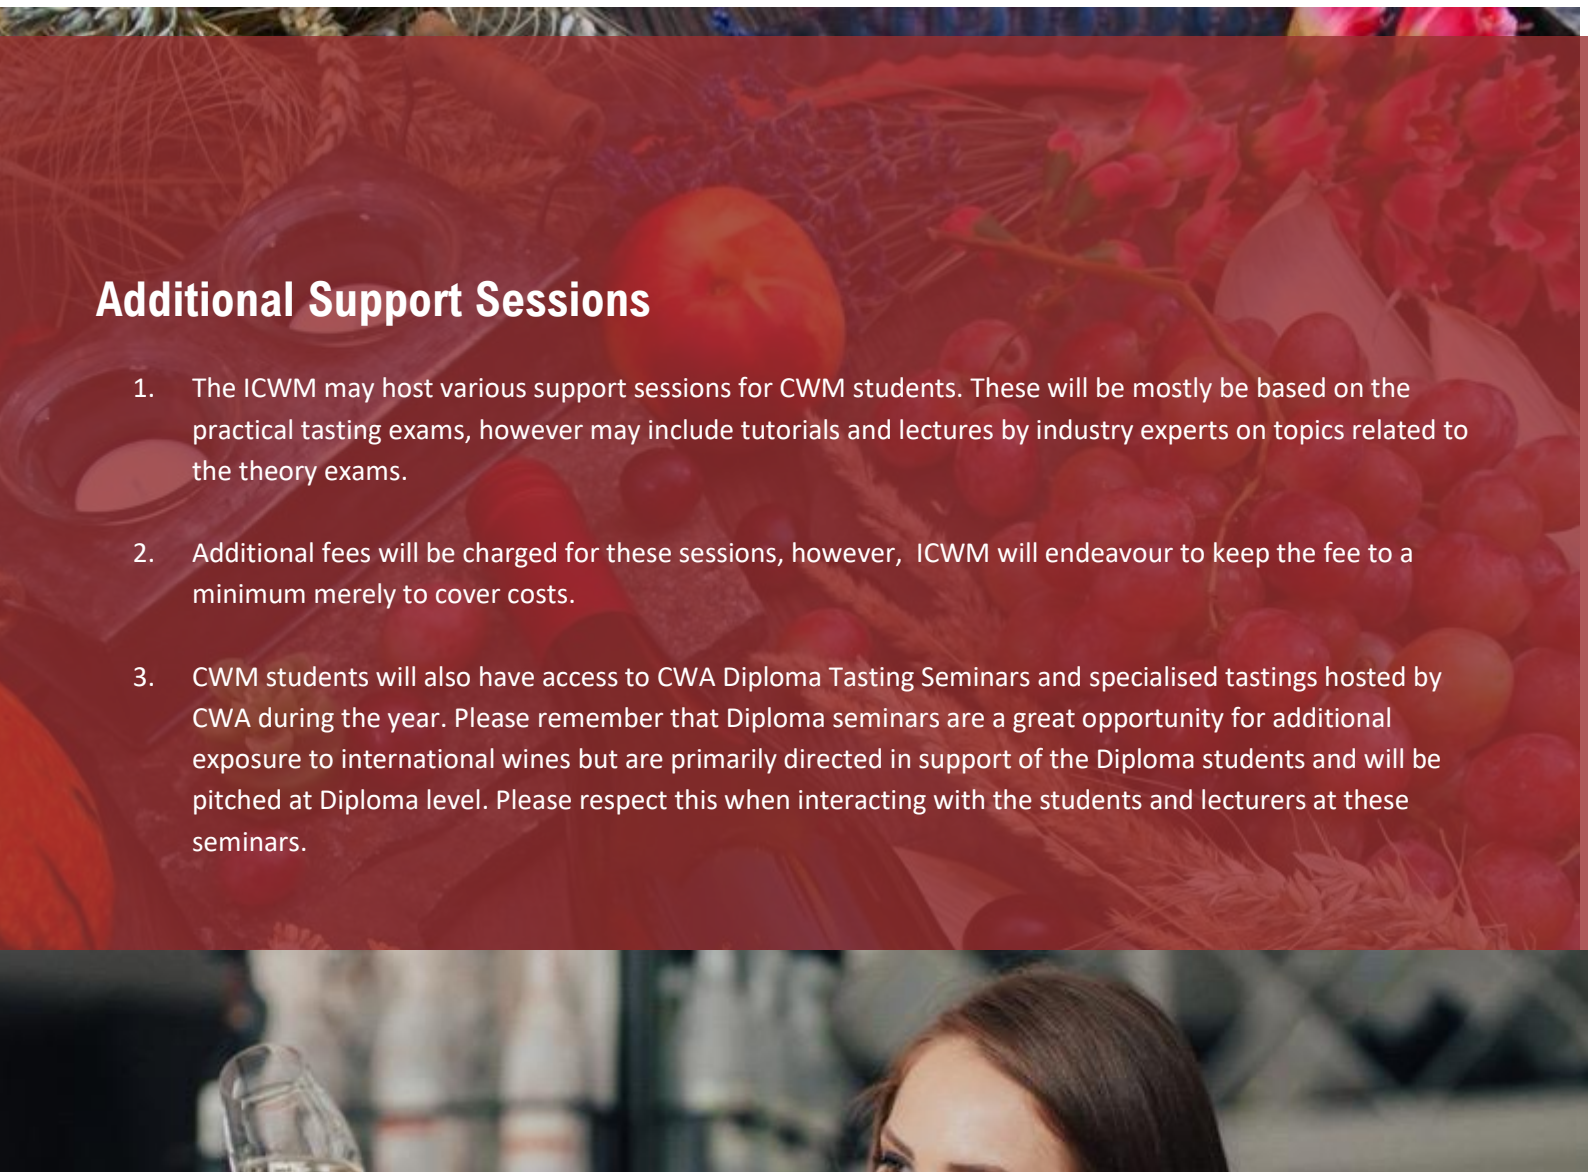 Additional Support Sessions
1. The ICWM may host various support sessions for CWM students. These will be mostly be based on the
practical tasting exams, however may include tutorials and lectures by industry experts on topics related to
the theory exams.
2. Additional fees will be charged for these sessions, however,  ICWM will endeavour to keep the fee to a
minimum merely to cover costs.
3. CWM students will also have access to CWA Diploma Tasting Seminars and specialised tastings hosted by
CWA during the year. Please remember that Diploma seminars are a great opportunity for additional
exposure to international wines but are primarily directed in support of the Diploma students and will be
pitched at Diploma level. Please respect this when interacting with the students and lecturers at these
seminars.